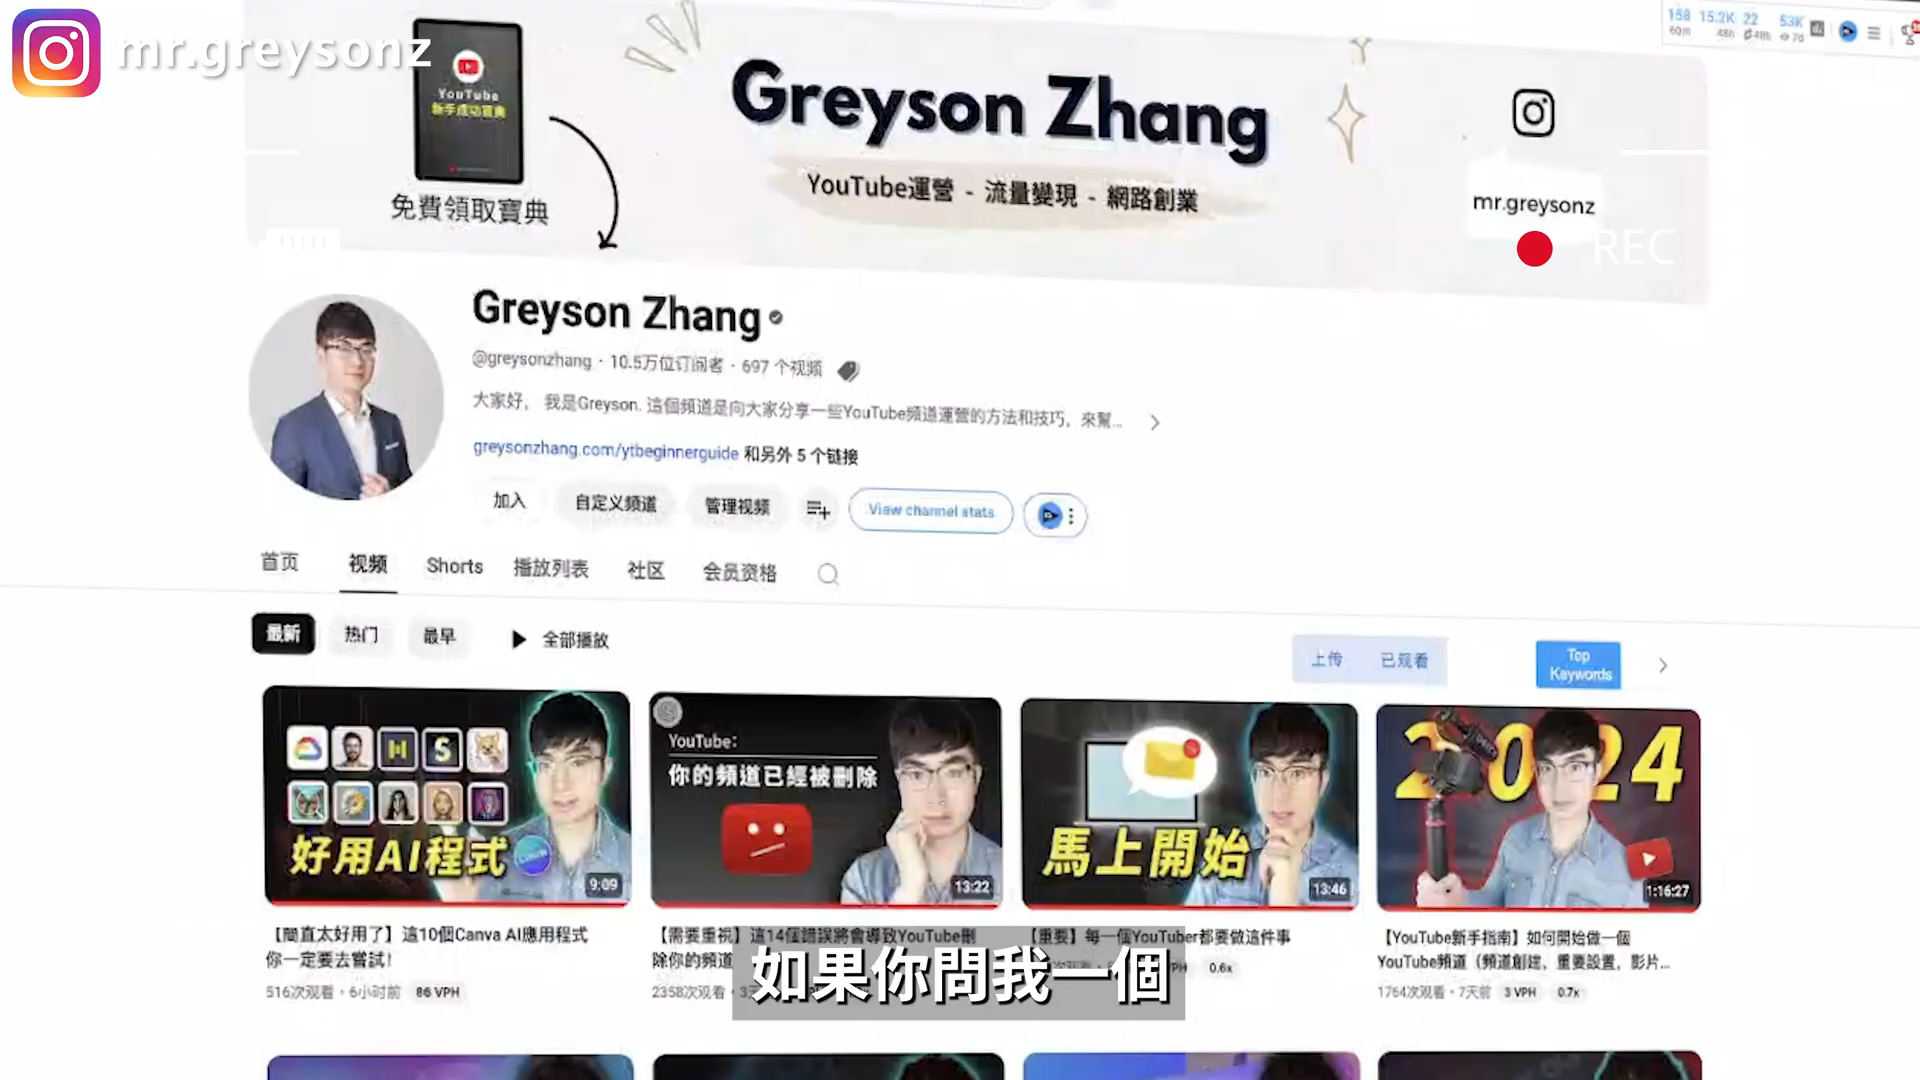 mr.greysonz
158 15.2K 22 53K
60m 48h 48h 7d
YouTube
新手成功寶典
免費領取寶典
Greyson Zhang
YouTube運營 - 流量變現 - 網路創業
mr.greysonz
REC
Greyson Zhang
@greysonzhang · 10.5万位订阅者 · 697 个视频
大家好， 我是Greyson. 這個頻道是向大家分享一些YouTube頻道運營的方法和技巧，來幫...
greysonzhang.com/ytbeginnerguide 和另外 5 个链接
加入 自定义频道 管理视频 View channel stats
首页 视频 Shorts 播放列表 社区 会员资格
最新 热门 最早 全部播放
上传 已观看
Top
Keywords
好用AI程式
9:09
YouTube:
你的頻道已經被刪除
13:22
馬上開始
13:46
2024
1:16:27
【簡直太好用了】這10個Canva AI應用程式
你一定要去嘗試！
516次观看 · 6小时前 86 VPH
【需要重視】這14個錯誤將會導致YouTube刪
除你的頻道
2358次观看
【重要】每一個YouTuber都要做這件事
0.6x
【YouTube新手指南】如何開始做一個
YouTube頻道（頻道創建，重要設置，影片...
1764次观看 · 7天前 3 VPH 0.7x
如果你問我一個